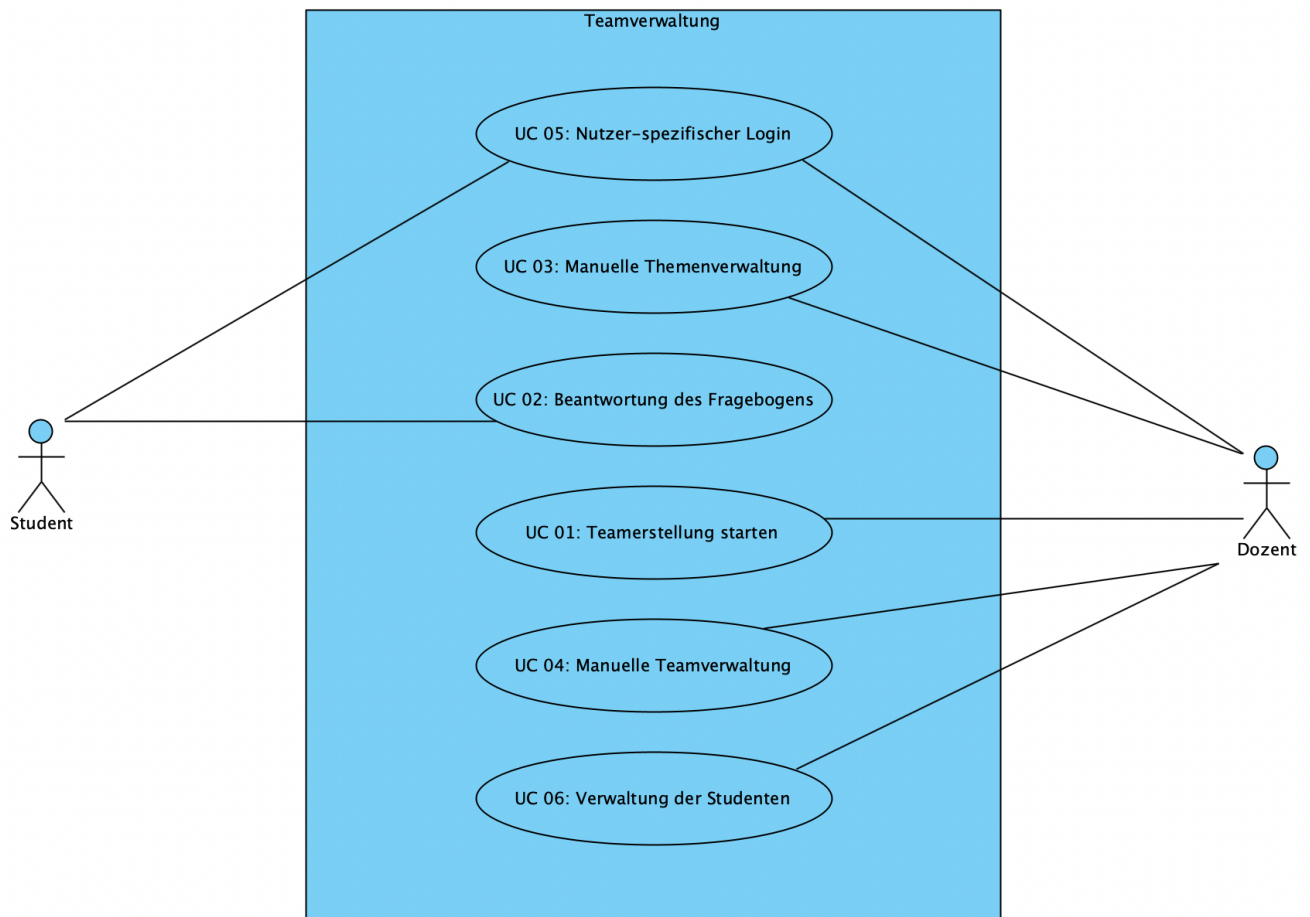 Teamverwaltung
UC 05: Nutzer-spezifischer Login
UC 03: Manuelle Themenverwaltung
UC 02: Beantwortung des Fragebogens
Student
UC 01: Teamerstellung starten
Dozent
UC 04: Manuelle Teamverwaltung
UC 06: Verwaltung der Studenten